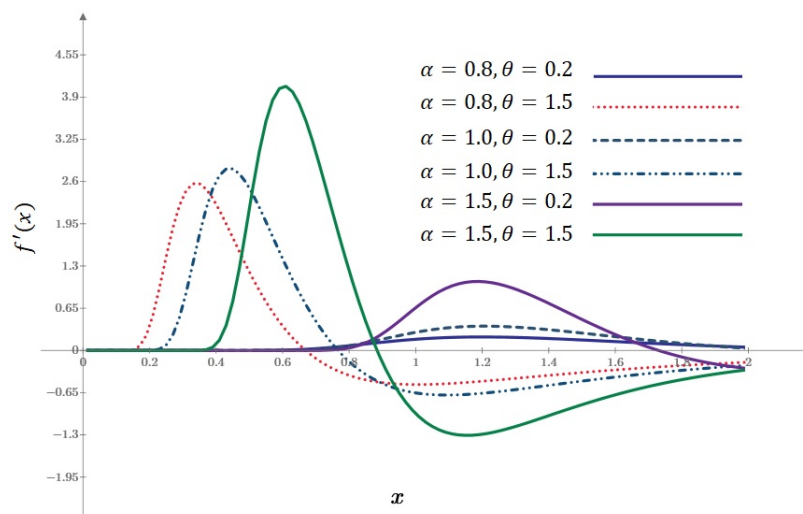 4.55
3.9
3.25
2.6
1.95
1.3
0.65
0
−0.65
−1.3
−1.95
0 0.2 0.4 0.6 0.8 1 1.2 1.4 1.6 1.8 2
f′(x)
x
α = 0.8, θ = 0.2
α = 0.8, θ = 1.5
α = 1.0, θ = 0.2
α = 1.0, θ = 1.5
α = 1.5, θ = 0.2
α = 1.5, θ = 1.5